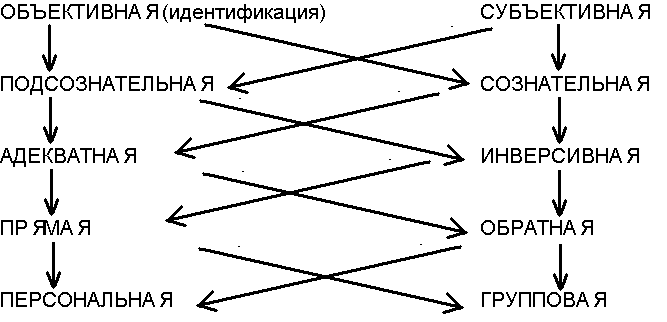 ОБЪЕКТИВНА Я (идентификация) СУБЪЕКТИВНА Я
ПОДСОЗНАТЕЛЬНА Я СОЗНАТЕЛЬНА Я
АДЕКВАТНА Я ИНВЕРСИВНА Я
ПР ЯМА Я ОБРАТНА Я
ПЕРСОНАЛЬНА Я ГРУППОВА Я